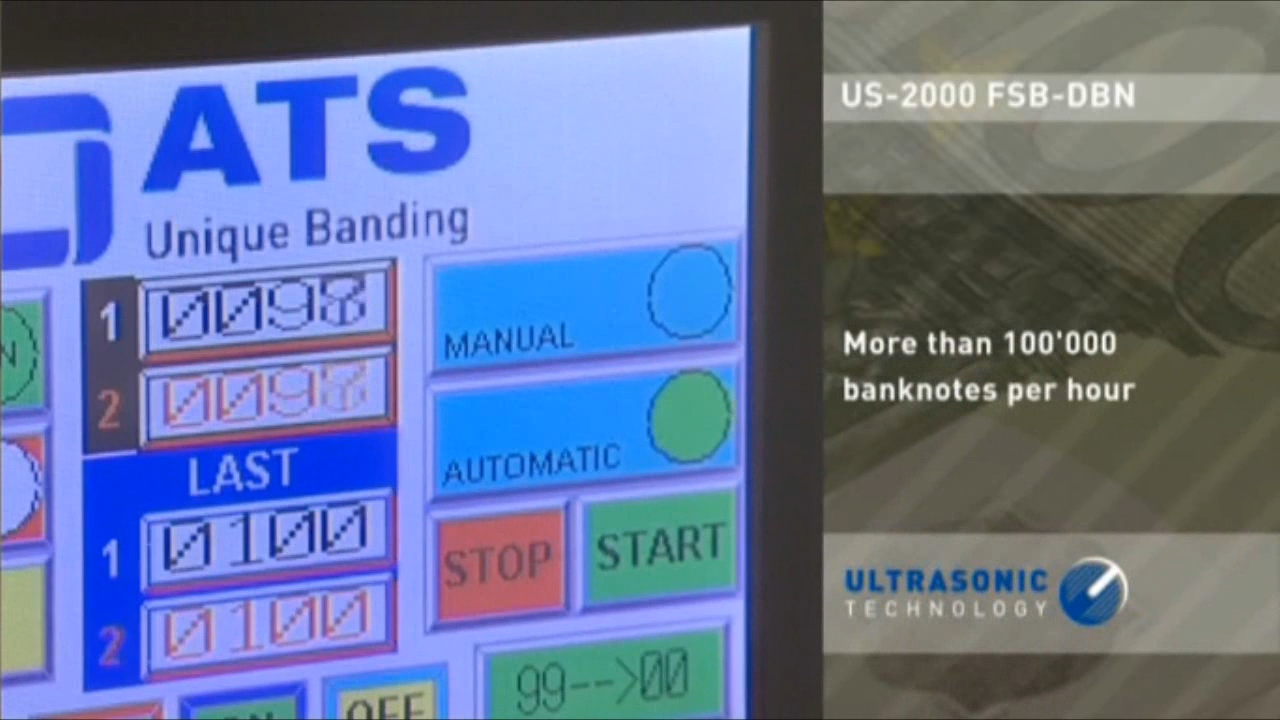 ATS
Unique Banding
1 0098
2 0098
LAST
1 0100
2 0100
MANUAL
AUTOMATIC
STOP
START
99-->00
OFF
US-2000 FSB-DBN
More than 100'000
banknotes per hour
ULTRASONIC
TECHNOLOGY